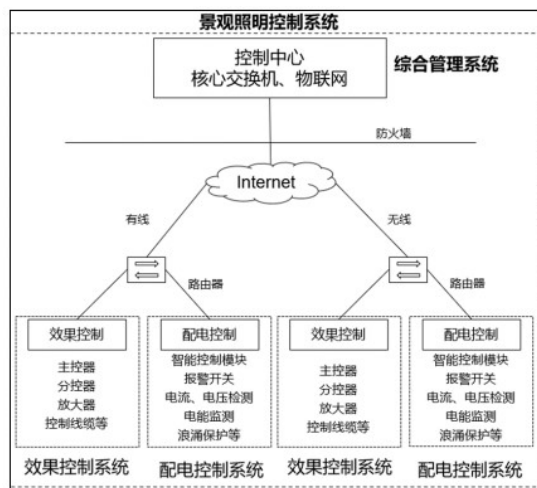 景观照明控制系统
控制中心
核心交换机、物联网
综合管理系统
防火墙
Internet
有线
无线
路由器
路由器
效果控制
主控器
分控器
放大器
控制线缆等
配电控制
智能控制模块
报警开关
电流、电压检测
电能监测
浪涌保护等
效果控制
主控器
分控器
放大器
控制线缆等
配电控制
智能控制模块
报警开关
电流、电压检测
电能监测
浪涌保护等
效果控制系统
配电控制系统
效果控制系统
配电控制系统